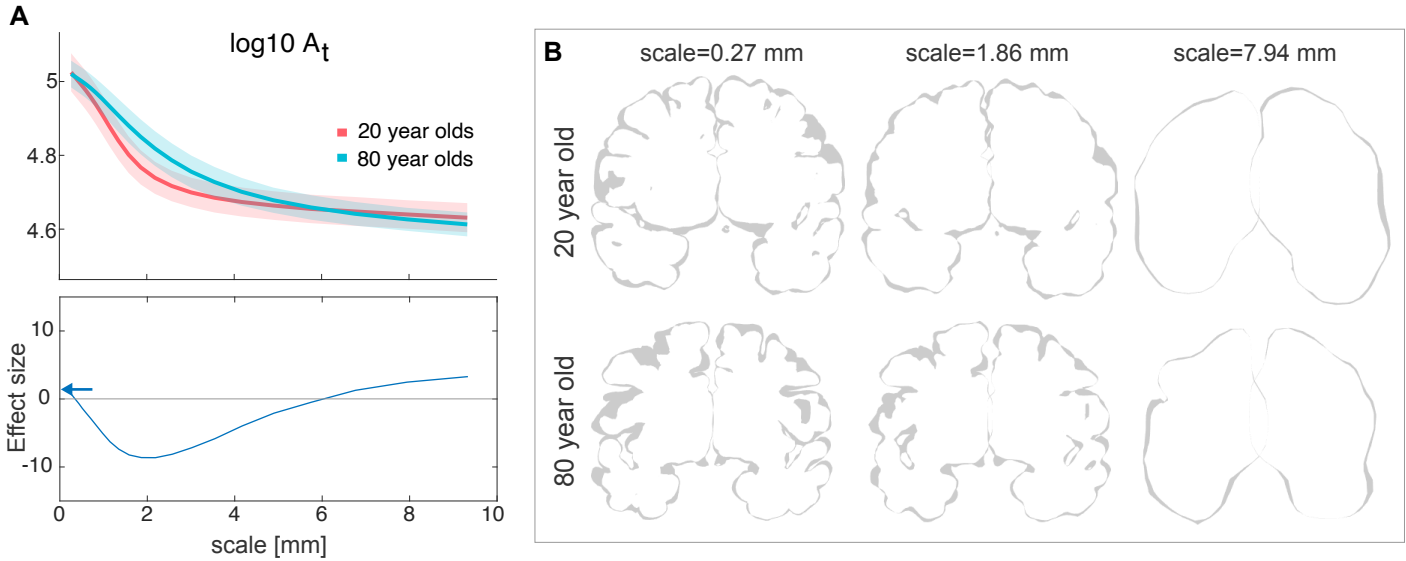 A
log10 A_t
5
4.8
4.6
20 year olds
80 year olds
Effect size
10
0
-10
0
2
4
6
8
10
scale [mm]
B
scale=0.27 mm
scale=1.86 mm
scale=7.94 mm
20 year old
80 year old